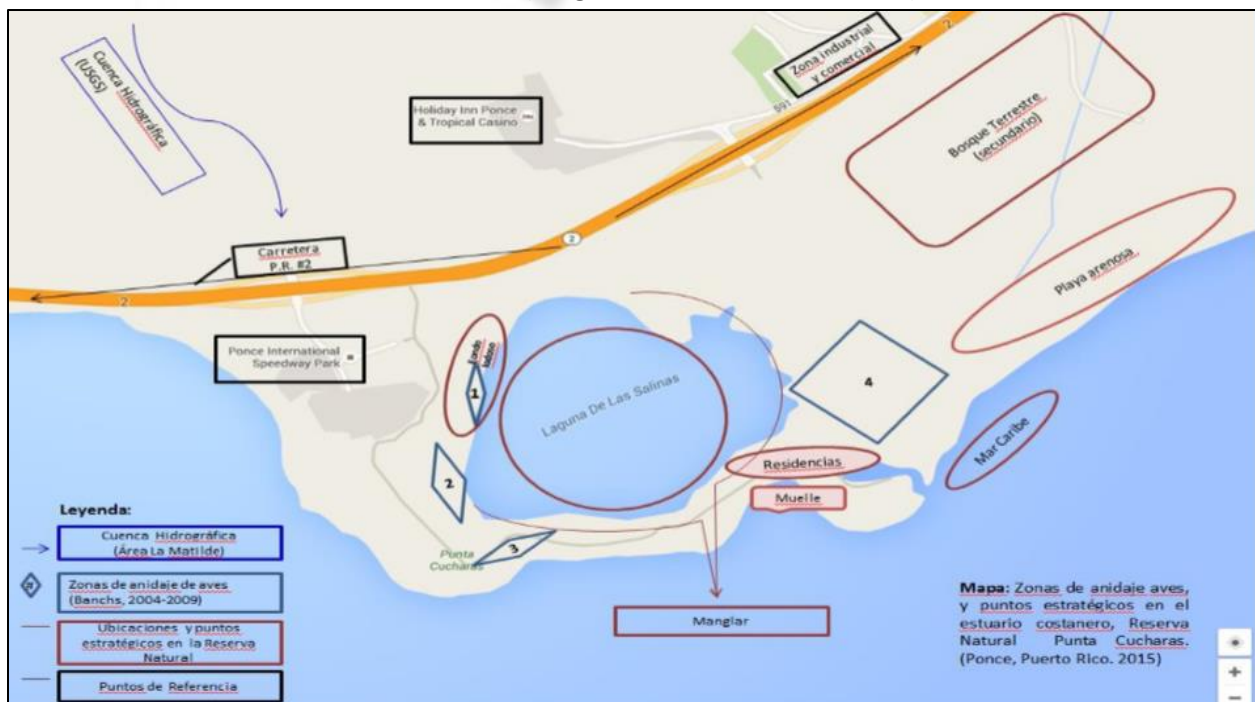 Cuenca Hidrográfica
(USGS)
Holiday Inn Ponce
& Tropical Casino
Zona industrial
y comercial
2
591
Bosque Terrestre
(secundario)
Carretera
P.R. #2
2
2
Playa arenosa
Ponce International
Speedway Park
1
Laguna De Las Salinas
4
Mar Caribe
Residencias
Muelle
2
3
Punta
Cucharas
Manglar
Leyenda:
Cuenca Hidrográfica
(Área La Matilde)
Zonas de anidaje de aves
(Banchs, 2004-2009)
Ubicaciones y puntos
estratégicos en la Reserva
Natural
Puntos de Referencia
Mapa: Zonas de anidaje aves,
y puntos estratégicos en el
estuario costanero, Reserva
Natural Punta Cucharas.
(Ponce, Puerto Rico. 2015)